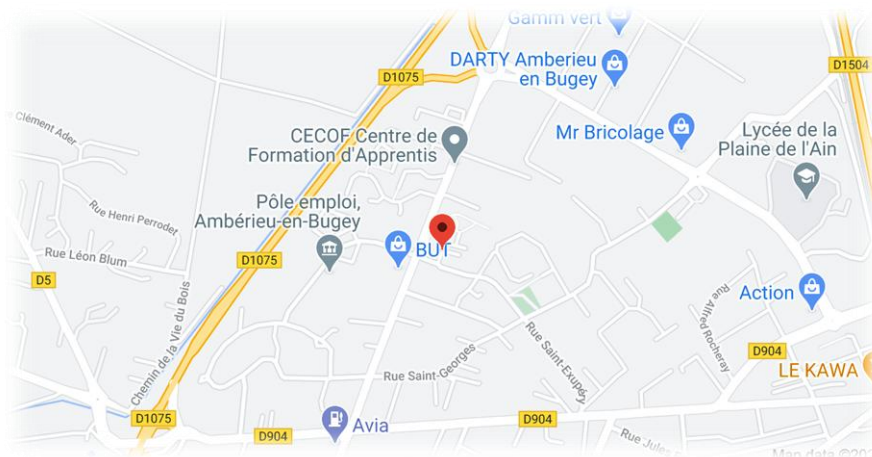 Gamm vert
DARTY Amberieu
en Bugey
D1075
D1504
Clément Ader
CECOF Centre de
Formation d'Apprentis
Mr Bricolage
Lycée de la
Plaine de l'Ain
Rue Henri Perrodet
Pôle emploi,
Ambérieu-en-Bugey
BUT
Rue Léon Blum
D1075
D5
Chemin de la Vie du Bois
Action
Rue Alfred Rocheray
Rue Saint-Exupéry
D904
LE KAWA
Rue Saint-Georges
D1075
Avia
D904
D904
Rue Jules
Map data